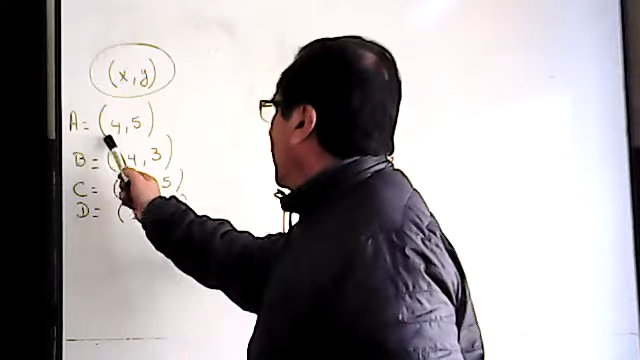 (x,y)
A= (4,5)
B= (4,3)
C= ( 5)
D= (